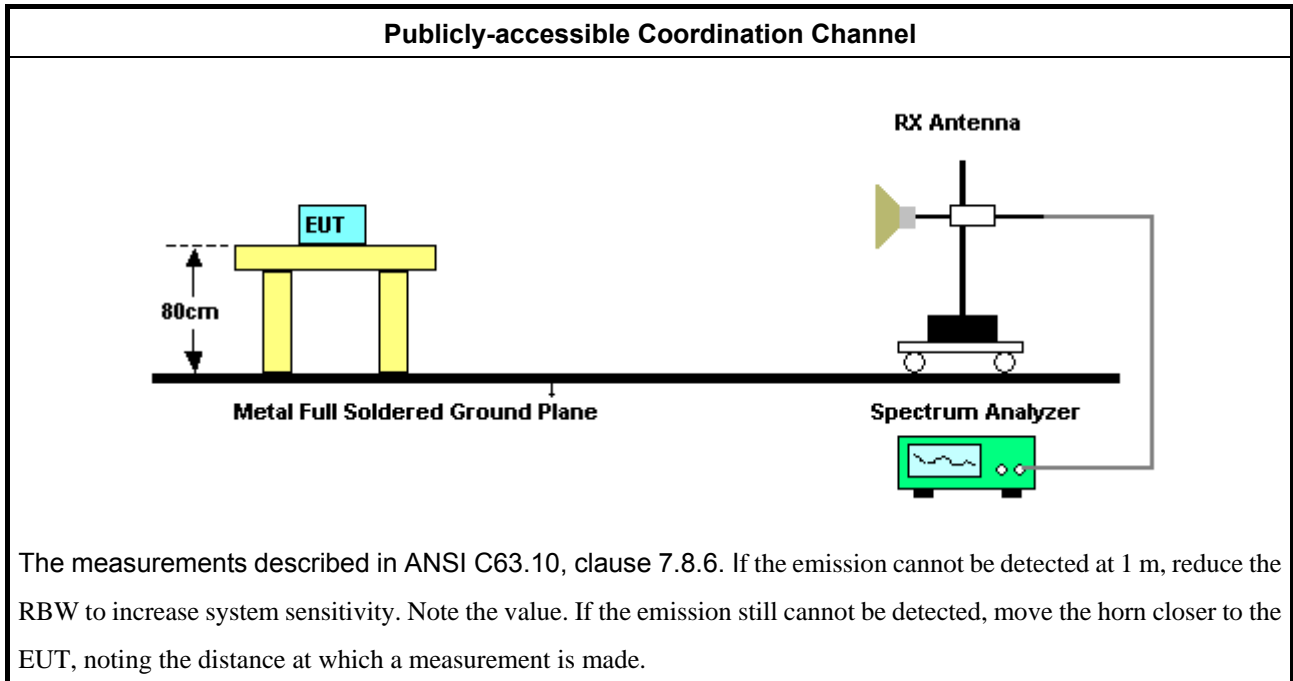 Publicly-accessible Coordination Channel
RX Antenna
EUT
80cm
Metal Full Soldered Ground Plane
Spectrum Analyzer
The measurements described in ANSI C63.10, clause 7.8.6. If the emission cannot be detected at 1 m, reduce the
RBW to increase system sensitivity. Note the value. If the emission still cannot be detected, move the horn closer to the
EUT, noting the distance at which a measurement is made.